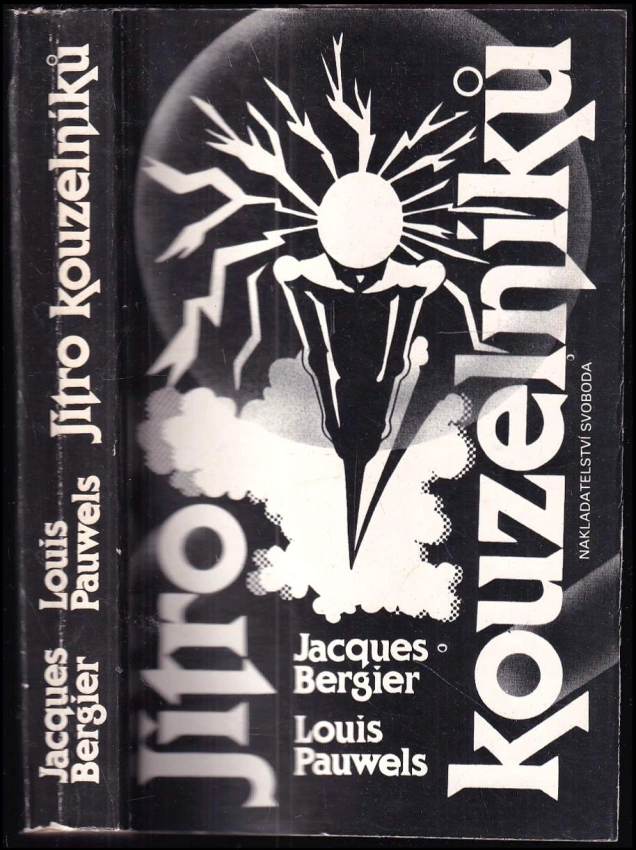 Jacques
Bergier
Louis
Pauwels
Jitro kouzelníků
Jitro
kouzelníků
Jacques
Bergier
Louis
Pauwels
NAKLADATELSTVÍ SVOBODA